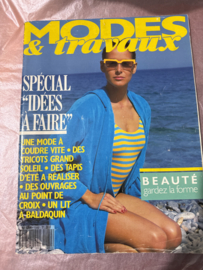 MODES
& travaux
SPÉCIAL
"IDÉES
À FAIRE"
UNE MODE À
COUDRE VITE • DES
TRICOTS GRAND
SOLEIL • DES TAPIS
D'ÉTÉ À RÉALISER
• DES OUVRAGES
AU POINT DE
CROIX • UN LIT
À BALDAQUIN
BEAUTÉ
gardez la forme